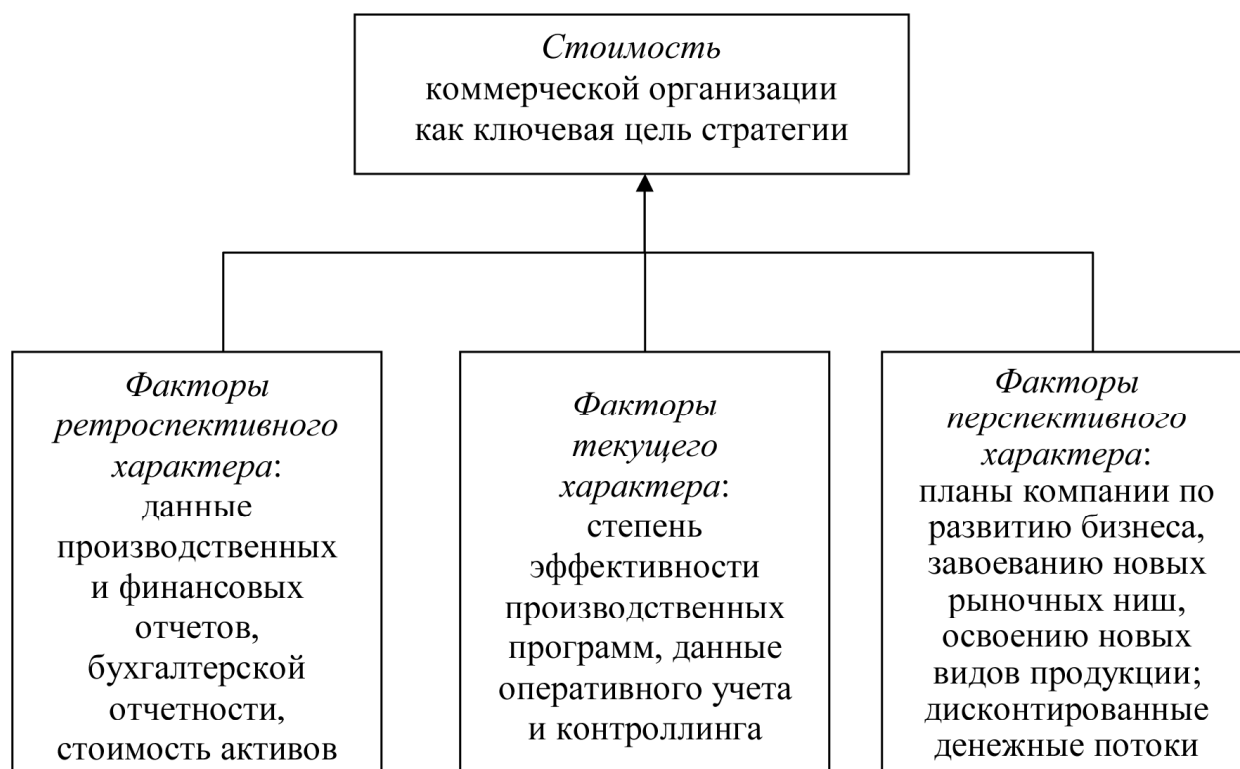 Стоимость
коммерческой организации
как ключевая цель стратегии
Факторы
ретроспективного
характера:
данные
производственных
и финансовых
отчетов,
бухгалтерской
отчетности,
стоимость активов
Факторы
текущего
характера:
степень
эффективности
производственных
программ, данные
оперативного учета
и контроллинга
Факторы
перспективного
характера:
планы компании по
развитию бизнеса,
завоеванию новых
рыночных ниш,
освоению новых
видов продукции;
дисконтированные
денежные потоки